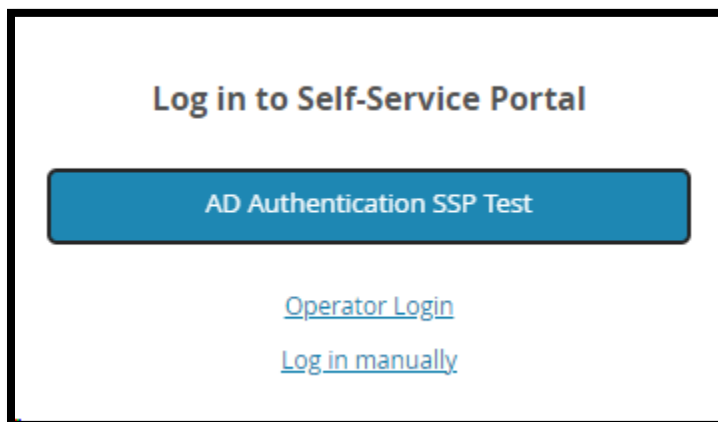 Log in to Self-Service Portal
AD Authentication SSP Test
Operator Login
Log in manually